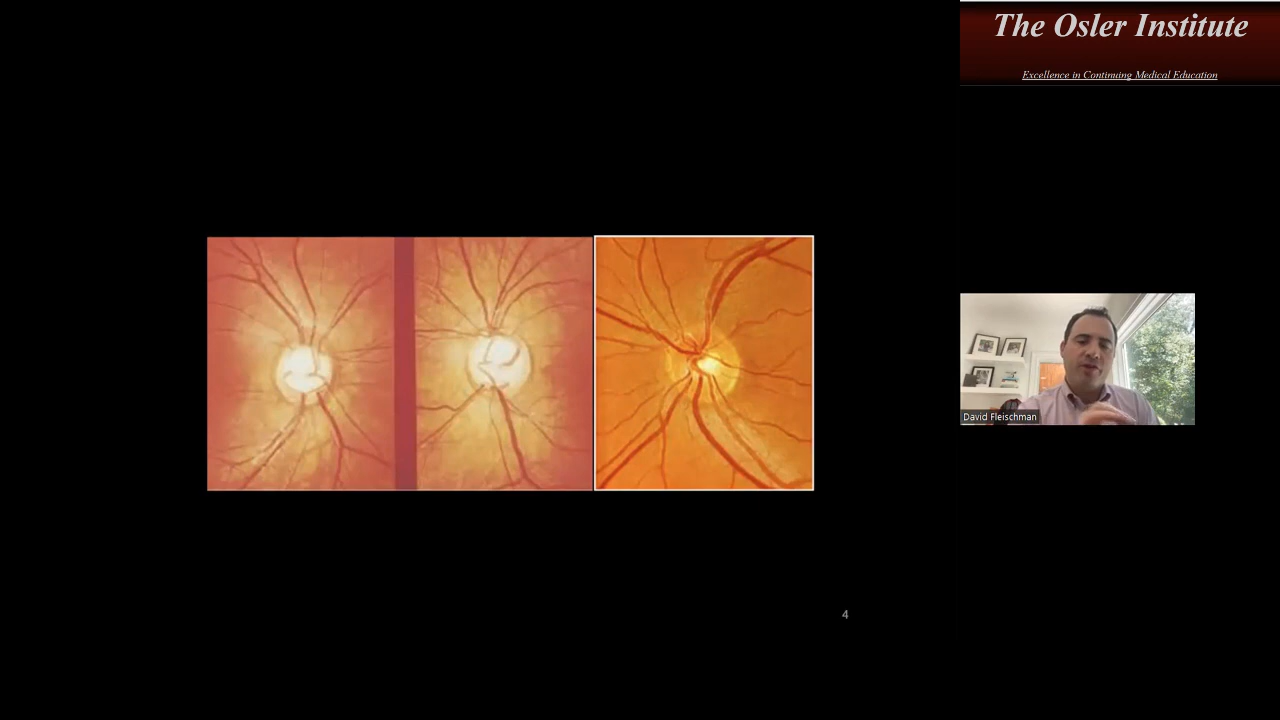 The Osler Institute
Excellence in Continuing Medical Education
David Fleischman
4